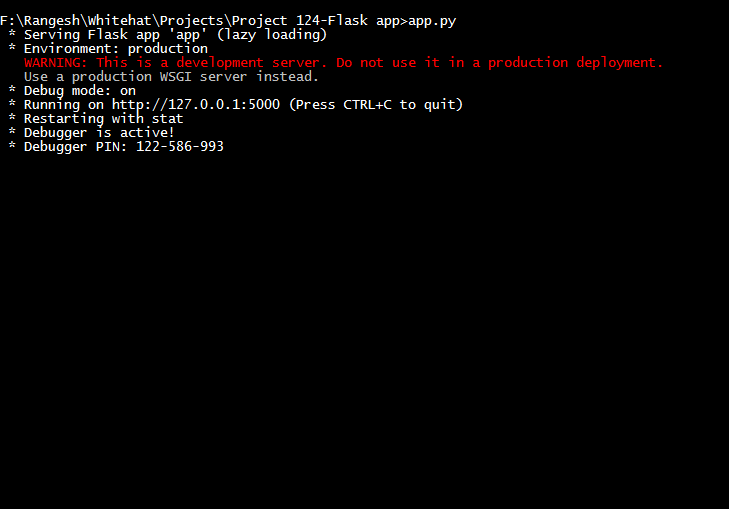 F:\Rangesh\Whitehat\Projects\Project 124-Flask app>app.py
 * Serving Flask app 'app' (lazy loading)
 * Environment: production
   WARNING: This is a development server. Do not use it in a production deployment.
   Use a production WSGI server instead.
 * Debug mode: on
 * Running on http://127.0.0.1:5000 (Press CTRL+C to quit)
 * Restarting with stat
 * Debugger is active!
 * Debugger PIN: 122-586-993